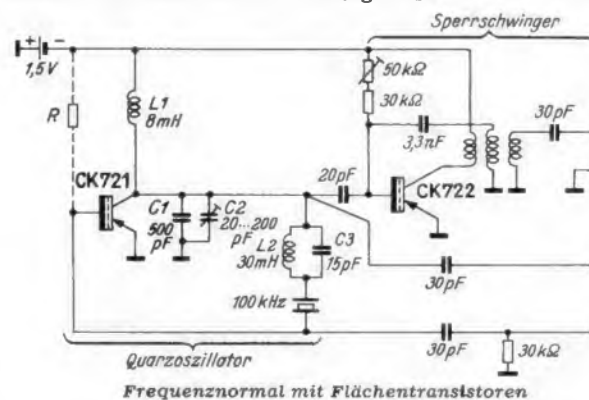 Sperrschwinger
+ −
1,5V
50kΩ
R
L1
8mH
30kΩ
30pF
3,3nF
CK721
20pF
CK722
C1
500
pF
C2
20...200
pF
L2
30mH
C3
15pF
30pF
100kHz
30pF
30kΩ
Quarzoszillator
Frequenznormal mit Flächentransistoren